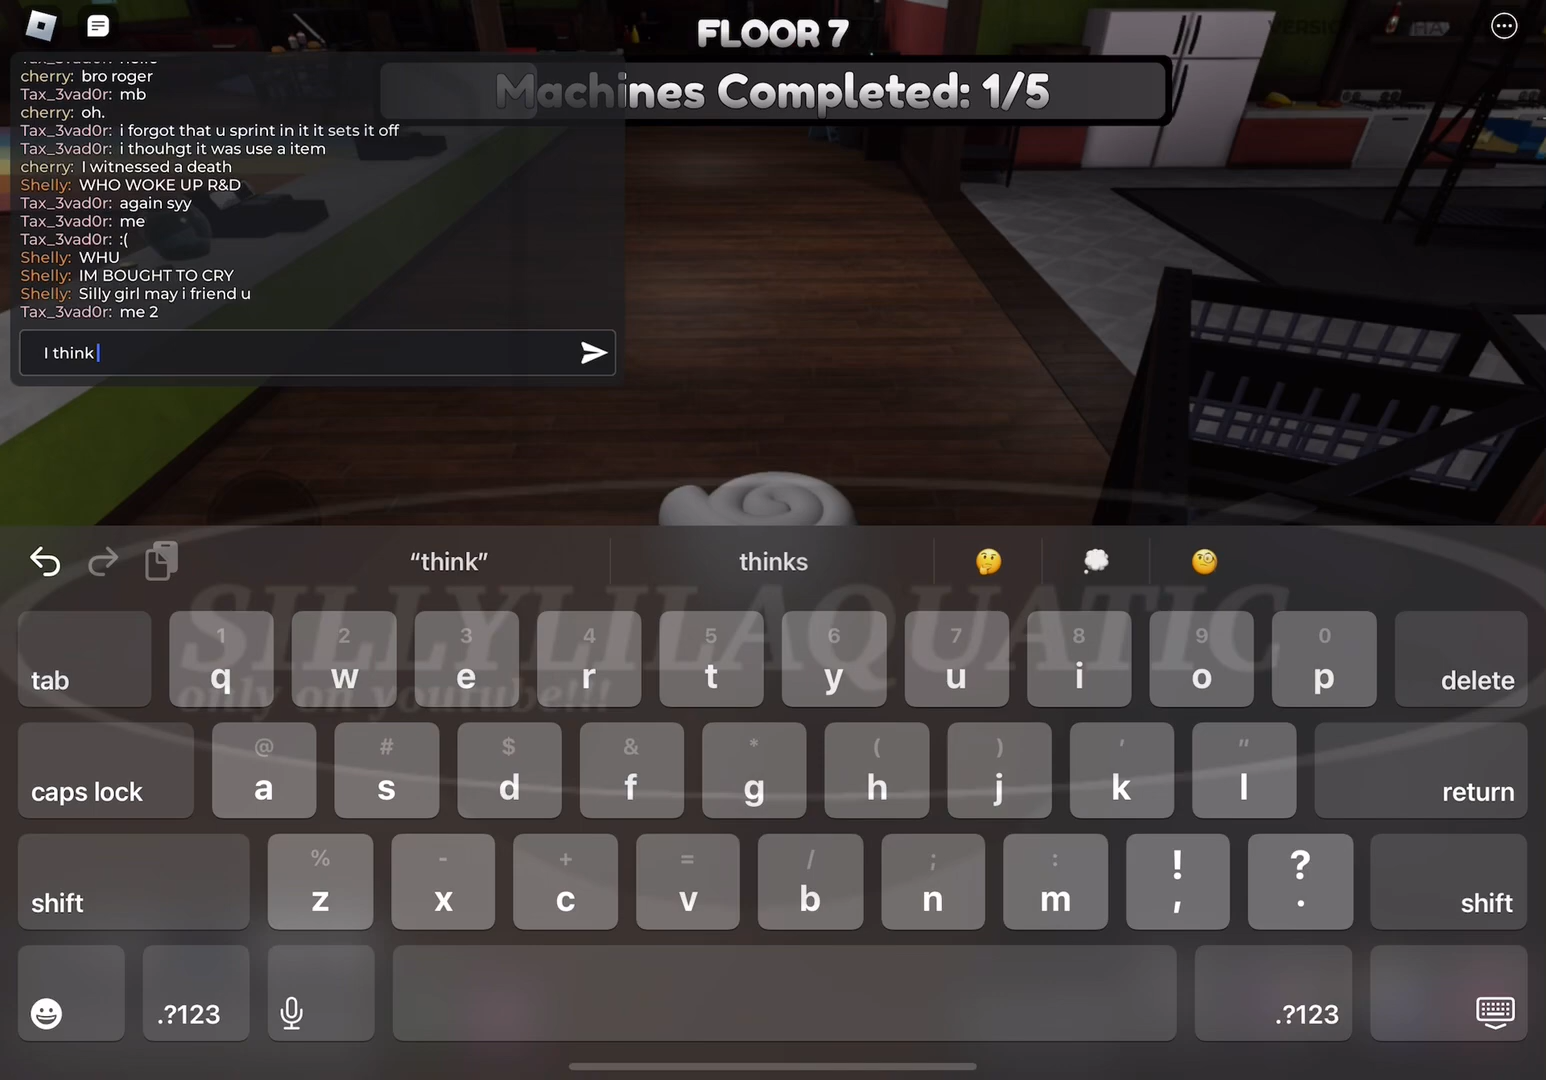 FLOOR 7
Machines Completed: 1/5
cherry: bro roger
Tax_3vad0r: mb
cherry: oh.
Tax_3vad0r: i forgot that u sprint in it it sets it off
Tax_3vad0r: i thouhgt it was use a item
cherry: I witnessed a death
Shelly: WHO WOKE UP R&D
Tax_3vad0r: again syy
Tax_3vad0r: me
Tax_3vad0r: :(
Shelly: WHU
Shelly: IM BOUGHT TO CRY
Shelly: Silly girl may i friend u
Tax_3vad0r: me 2
I think
“think” thinks
SILLYLILAQUATIC
only on youtube!!!
1 2 3 4 5 6 7 8 9 0
tab q w e r t y u i o p delete
@ # $ & * ( ) ' "
caps lock a s d f g h j k l return
% - + = / ; : ! ?
shift z x c v b n m , . shift
.?123 .?123